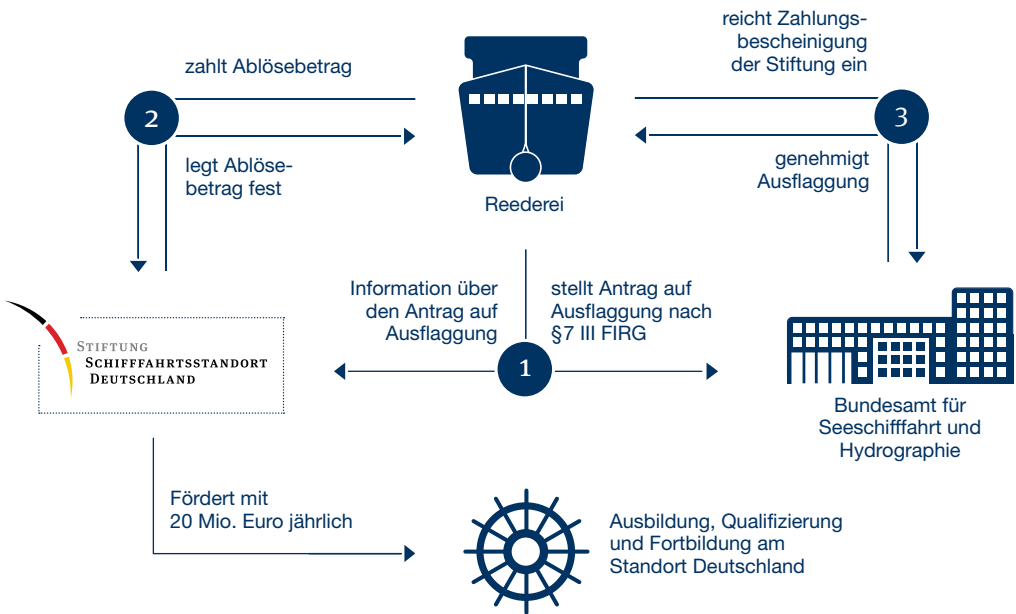 zahlt Ablösebetrag
2
legt Ablöse-
betrag fest
Reederei
reicht Zahlungs-
bescheinigung
der Stiftung ein
3
genehmigt
Ausflaggung
Information über
den Antrag auf
Ausflaggung
stellt Antrag auf
Ausflaggung nach
§7 III FlRG
1
STIFTUNG
SCHIFFFAHRTSSTANDORT
DEUTSCHLAND
Bundesamt für
Seeschifffahrt und
Hydrographie
Fördert mit
20 Mio. Euro jährlich
Ausbildung, Qualifizierung
und Fortbildung am
Standort Deutschland